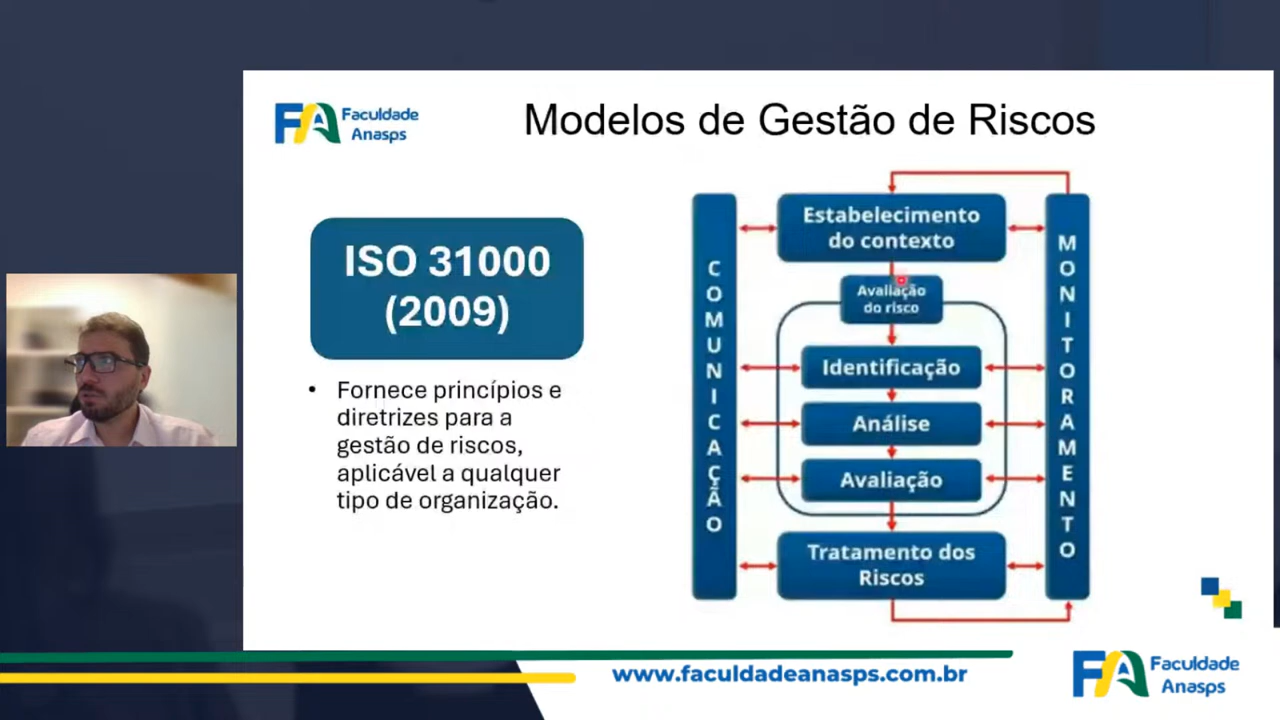 Faculdade
Anasps
Modelos de Gestão de Riscos
ISO 31000
(2009)
• Fornece princípios e
diretrizes para a
gestão de riscos,
aplicável a qualquer
tipo de organização.
COMUNICAÇÃO
Estabelecimento
do contexto
Avaliação
do risco
Identificação
Análise
Avaliação
Tratamento dos
Riscos
MONITORAMENTO
www.faculdadeanasps.com.br
FA Faculdade
Anasps